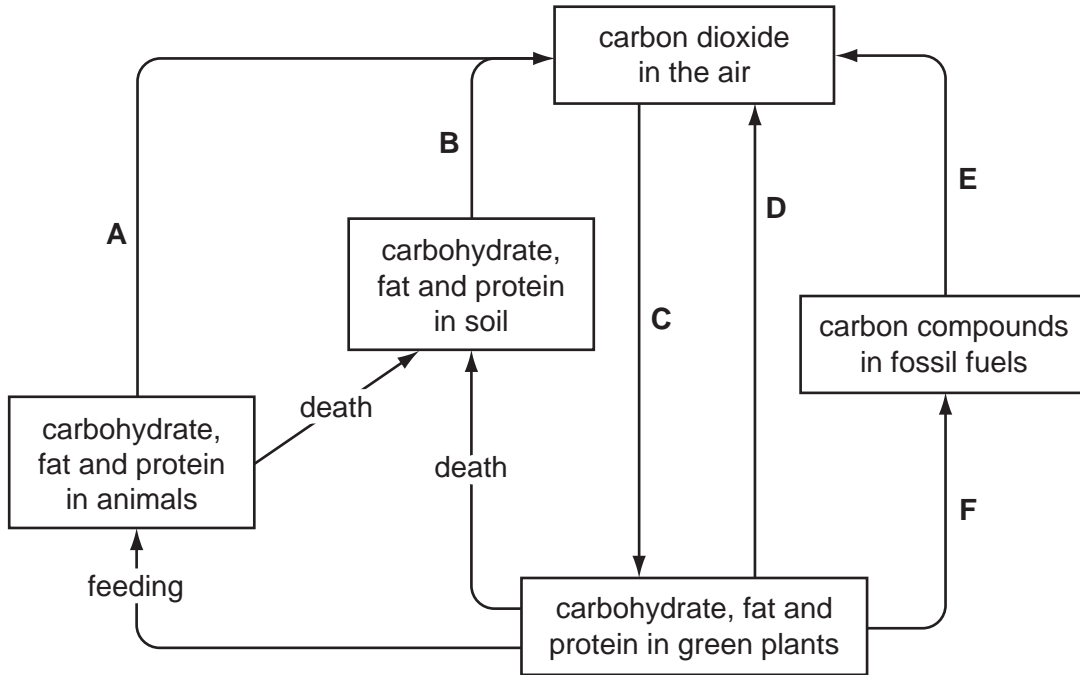 carbon dioxide
in the air
B
E
A
D
carbohydrate,
fat and protein
in soil
C
carbon compounds
in fossil fuels
death
carbohydrate,
fat and protein
in animals
death
F
feeding
carbohydrate, fat and
protein in green plants